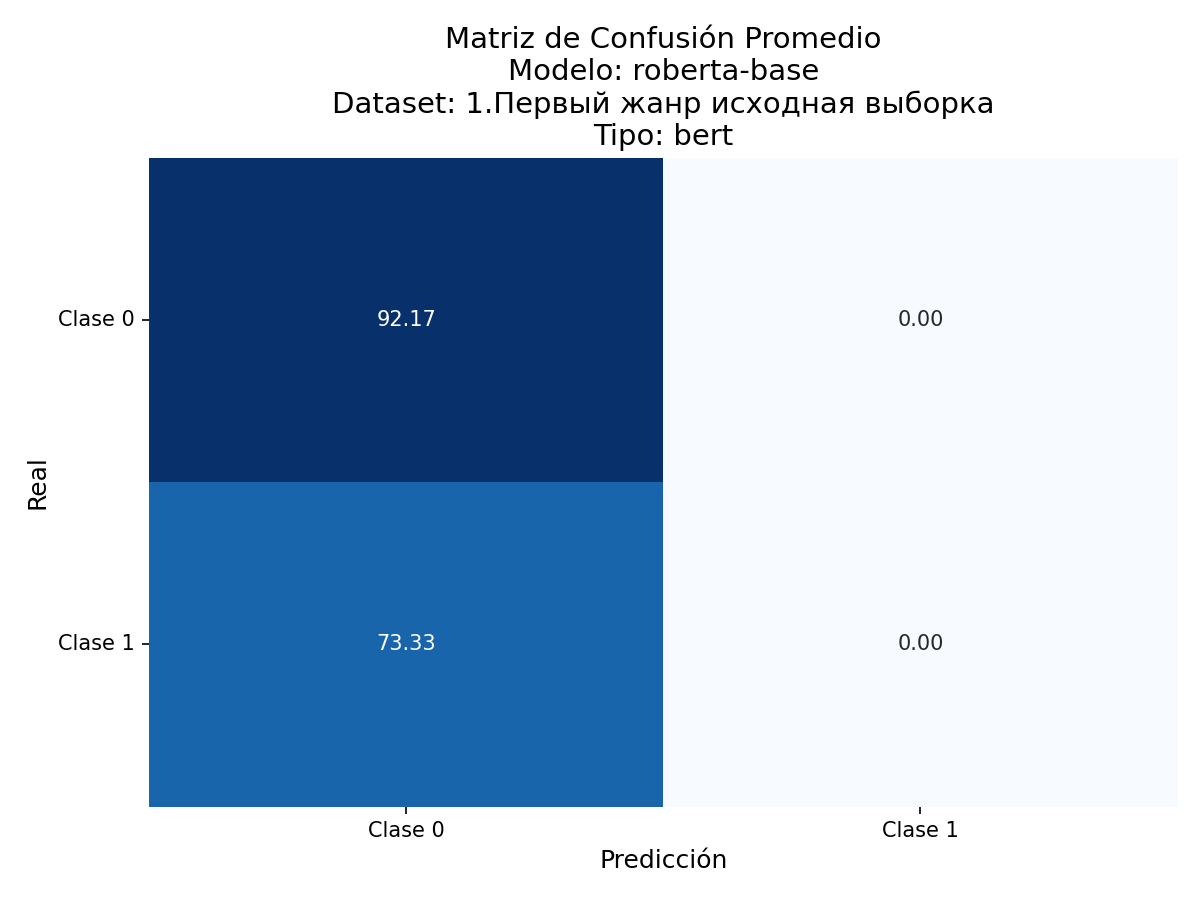 Matriz de Confusión Promedio
Modelo: roberta-base
Dataset: 1.Первый жанр исходная выборка
Tipo: bert
Clase 0
92.17
0.00
Real
Clase 1
73.33
0.00
Clase 0
Clase 1
Predicción